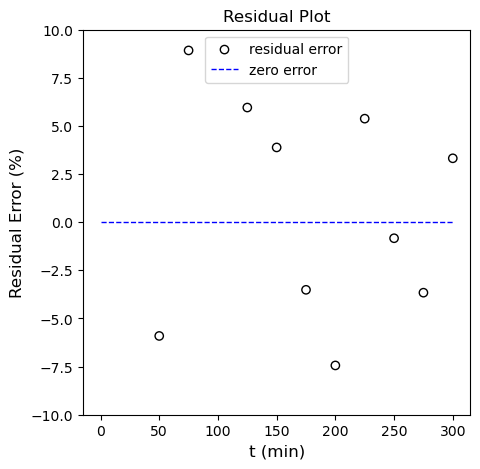 Residual Plot
residual error
zero error
Residual Error (%)
10.0
7.5
5.0
2.5
0.0
−2.5
−5.0
−7.5
−10.0
0 50 100 150 200 250 300
t (min)